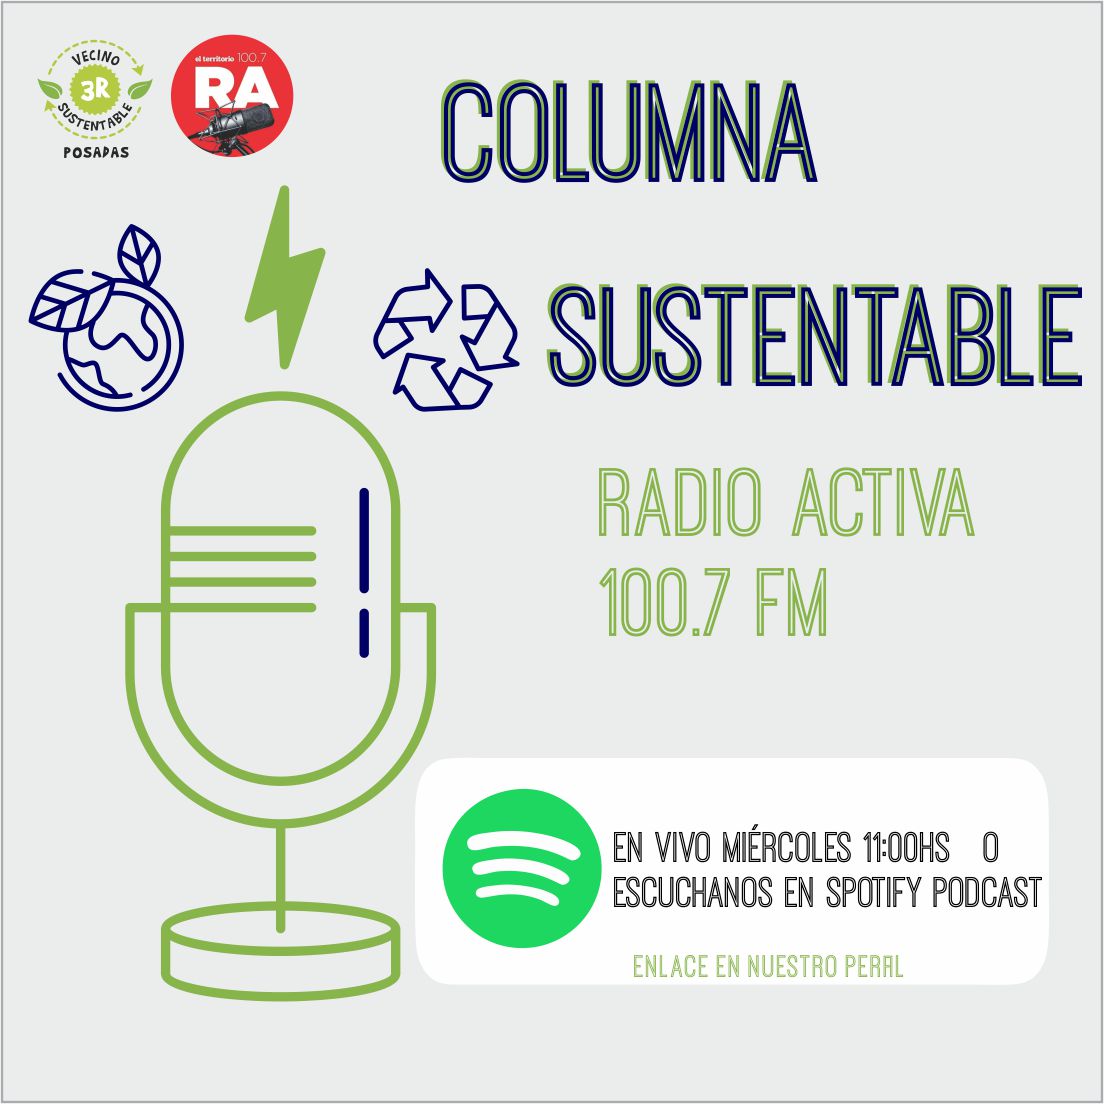 VECINO
3R
SUSTENTABLE
POSADAS
el territorio 100.7
RA
COLUMNA
SUSTENTABLE
RADIO ACTIVA
100.7 FM
EN VIVO MIÉRCOLES 11:00HS O
ESCUCHANOS EN SPOTIFY PODCAST
ENLACE EN NUESTRO PERFIL